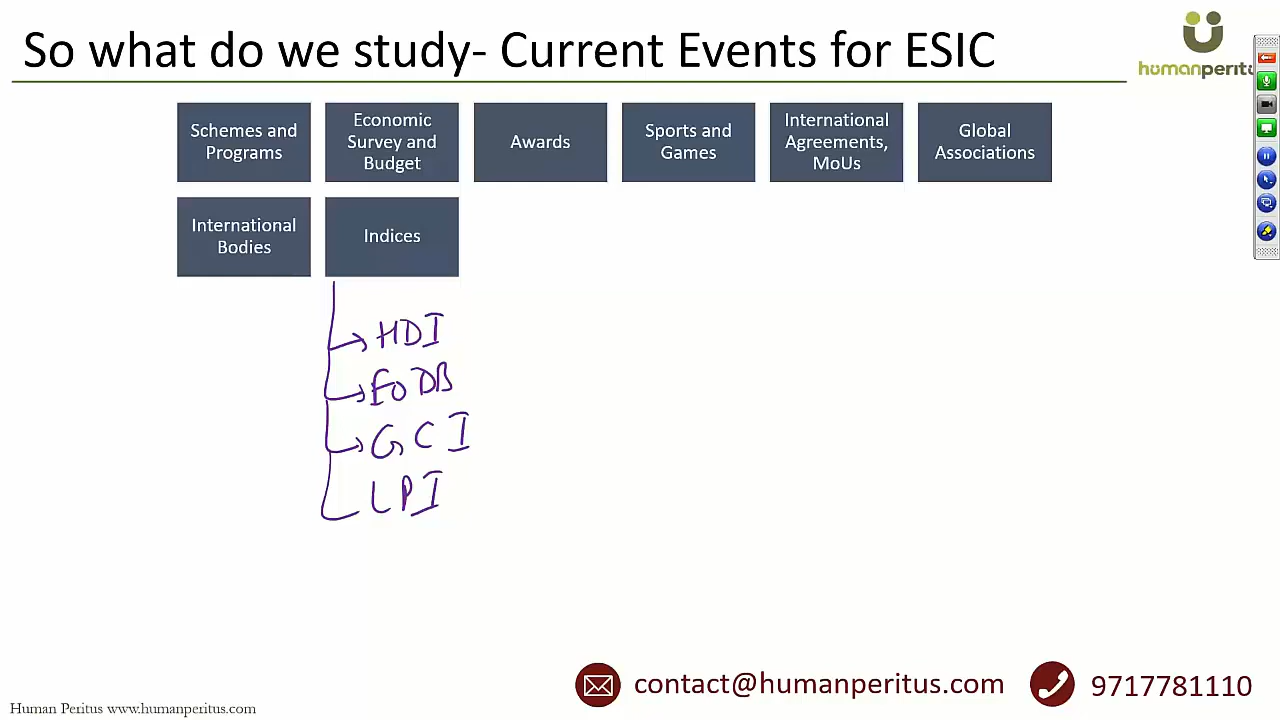 So what do we study- Current Events for ESIC
humanperitu
Schemes and
Programs
Economic
Survey and
Budget
Awards
Sports and
Games
International
Agreements,
MoUs
Global
Associations
International
Bodies
Indices
HDI
EODB
GCI
LPI
contact@humanperitus.com
9717781110
Human Peritus www.humanperitus.com